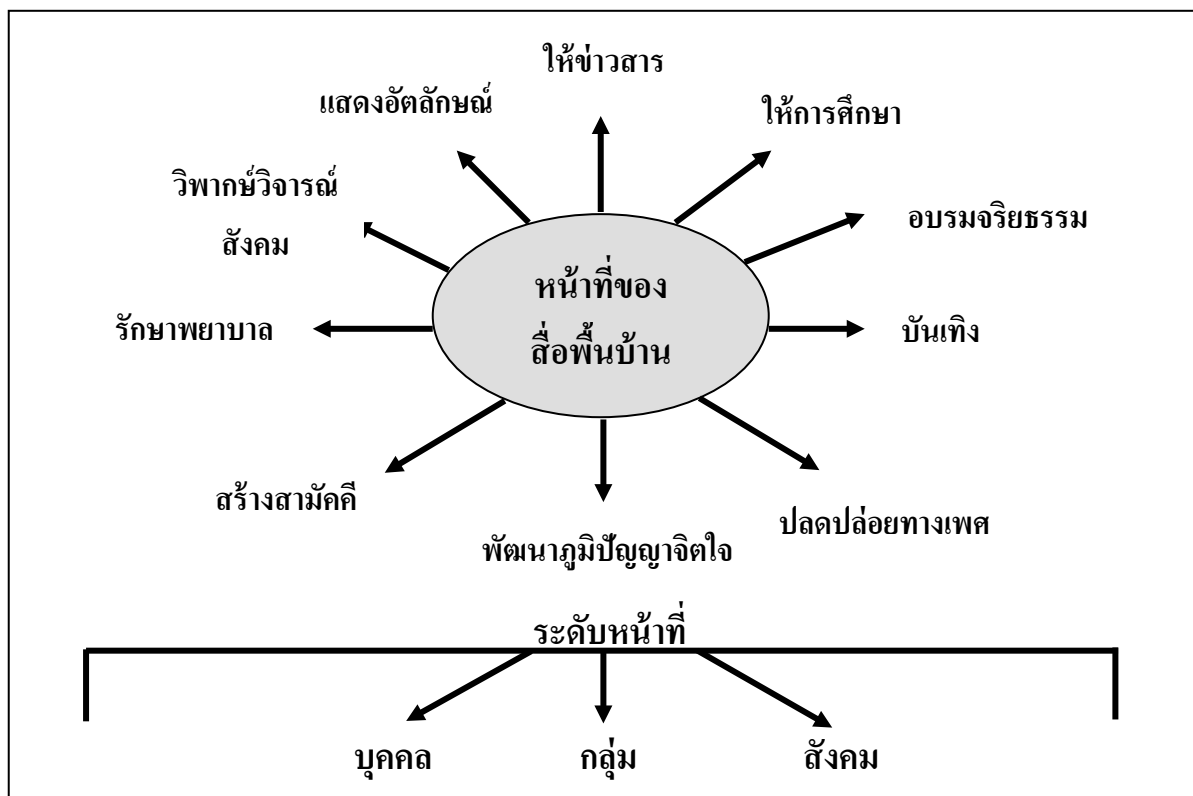 ให้ข่าวสาร
แสดงอัตลักษณ์
ให้การศึกษา
วิพากษ์วิจารณ์
สังคม
อบรมจริยธรรม
หน้าที่ของ
สื่อพื้นบ้าน
รักษาพยาบาล
บันเทิง
สร้างสามัคคี
ปลดปล่อยทางเพศ
พัฒนาภูมิปัญญาจิตใจ
ระดับหน้าที่
บุคคล
กลุ่ม
สังคม